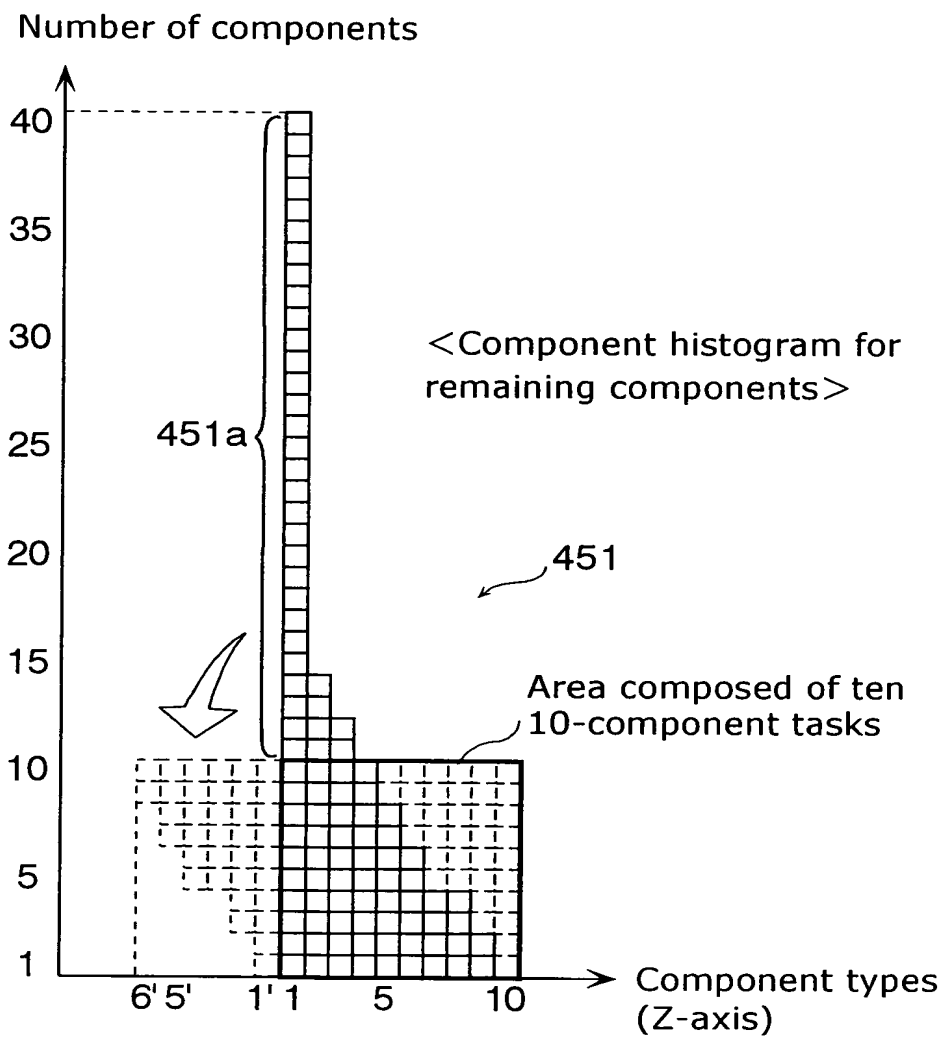 Number of components
40
35
30
<Component histogram for
remaining components>
451a
25
20
451
15
Area composed of ten
10-component tasks
10
5
1
6' 5' 1' 1 5 10
Component types
(Z-axis)